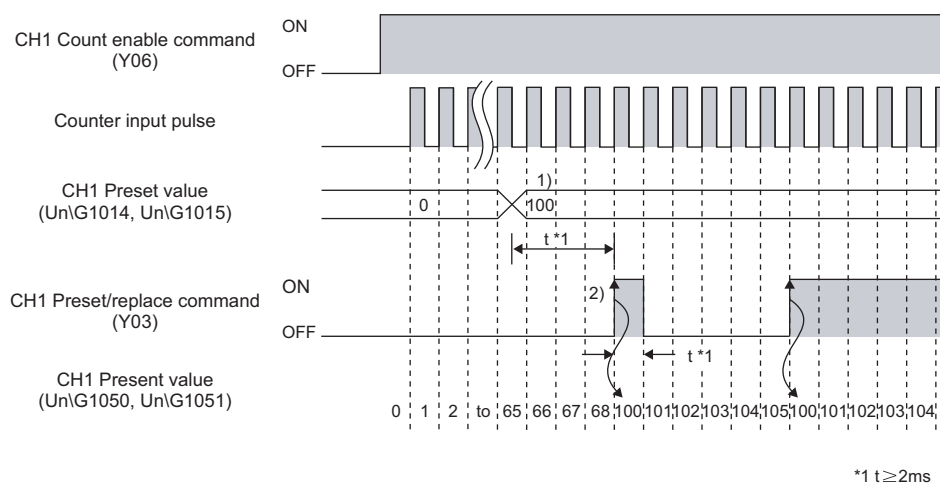 ON
CH1 Count enable command
(Y06)
OFF
Counter input pulse
CH1 Preset value
(Un\G1014, Un\G1015)
1)
0
100
t *1
ON
CH1 Preset/replace command
(Y03)
2)
OFF
t *1
CH1 Present value
(Un\G1050, Un\G1051)
0 1 2 to 65 66 67 68 100 101 102 103 104 105 100 101 102 103 104
*1 t≥2ms